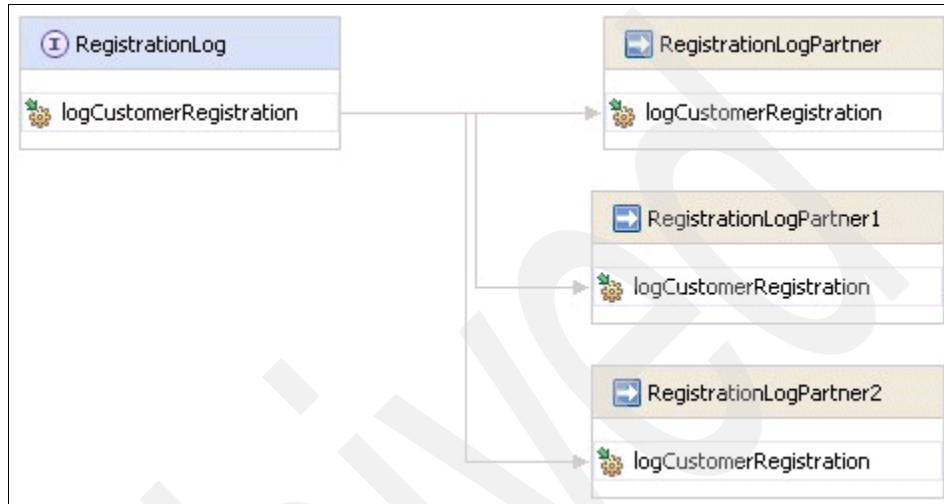 RegistrationLog
logCustomerRegistration
RegistrationLogPartner
logCustomerRegistration
RegistrationLogPartner1
logCustomerRegistration
RegistrationLogPartner2
logCustomerRegistration